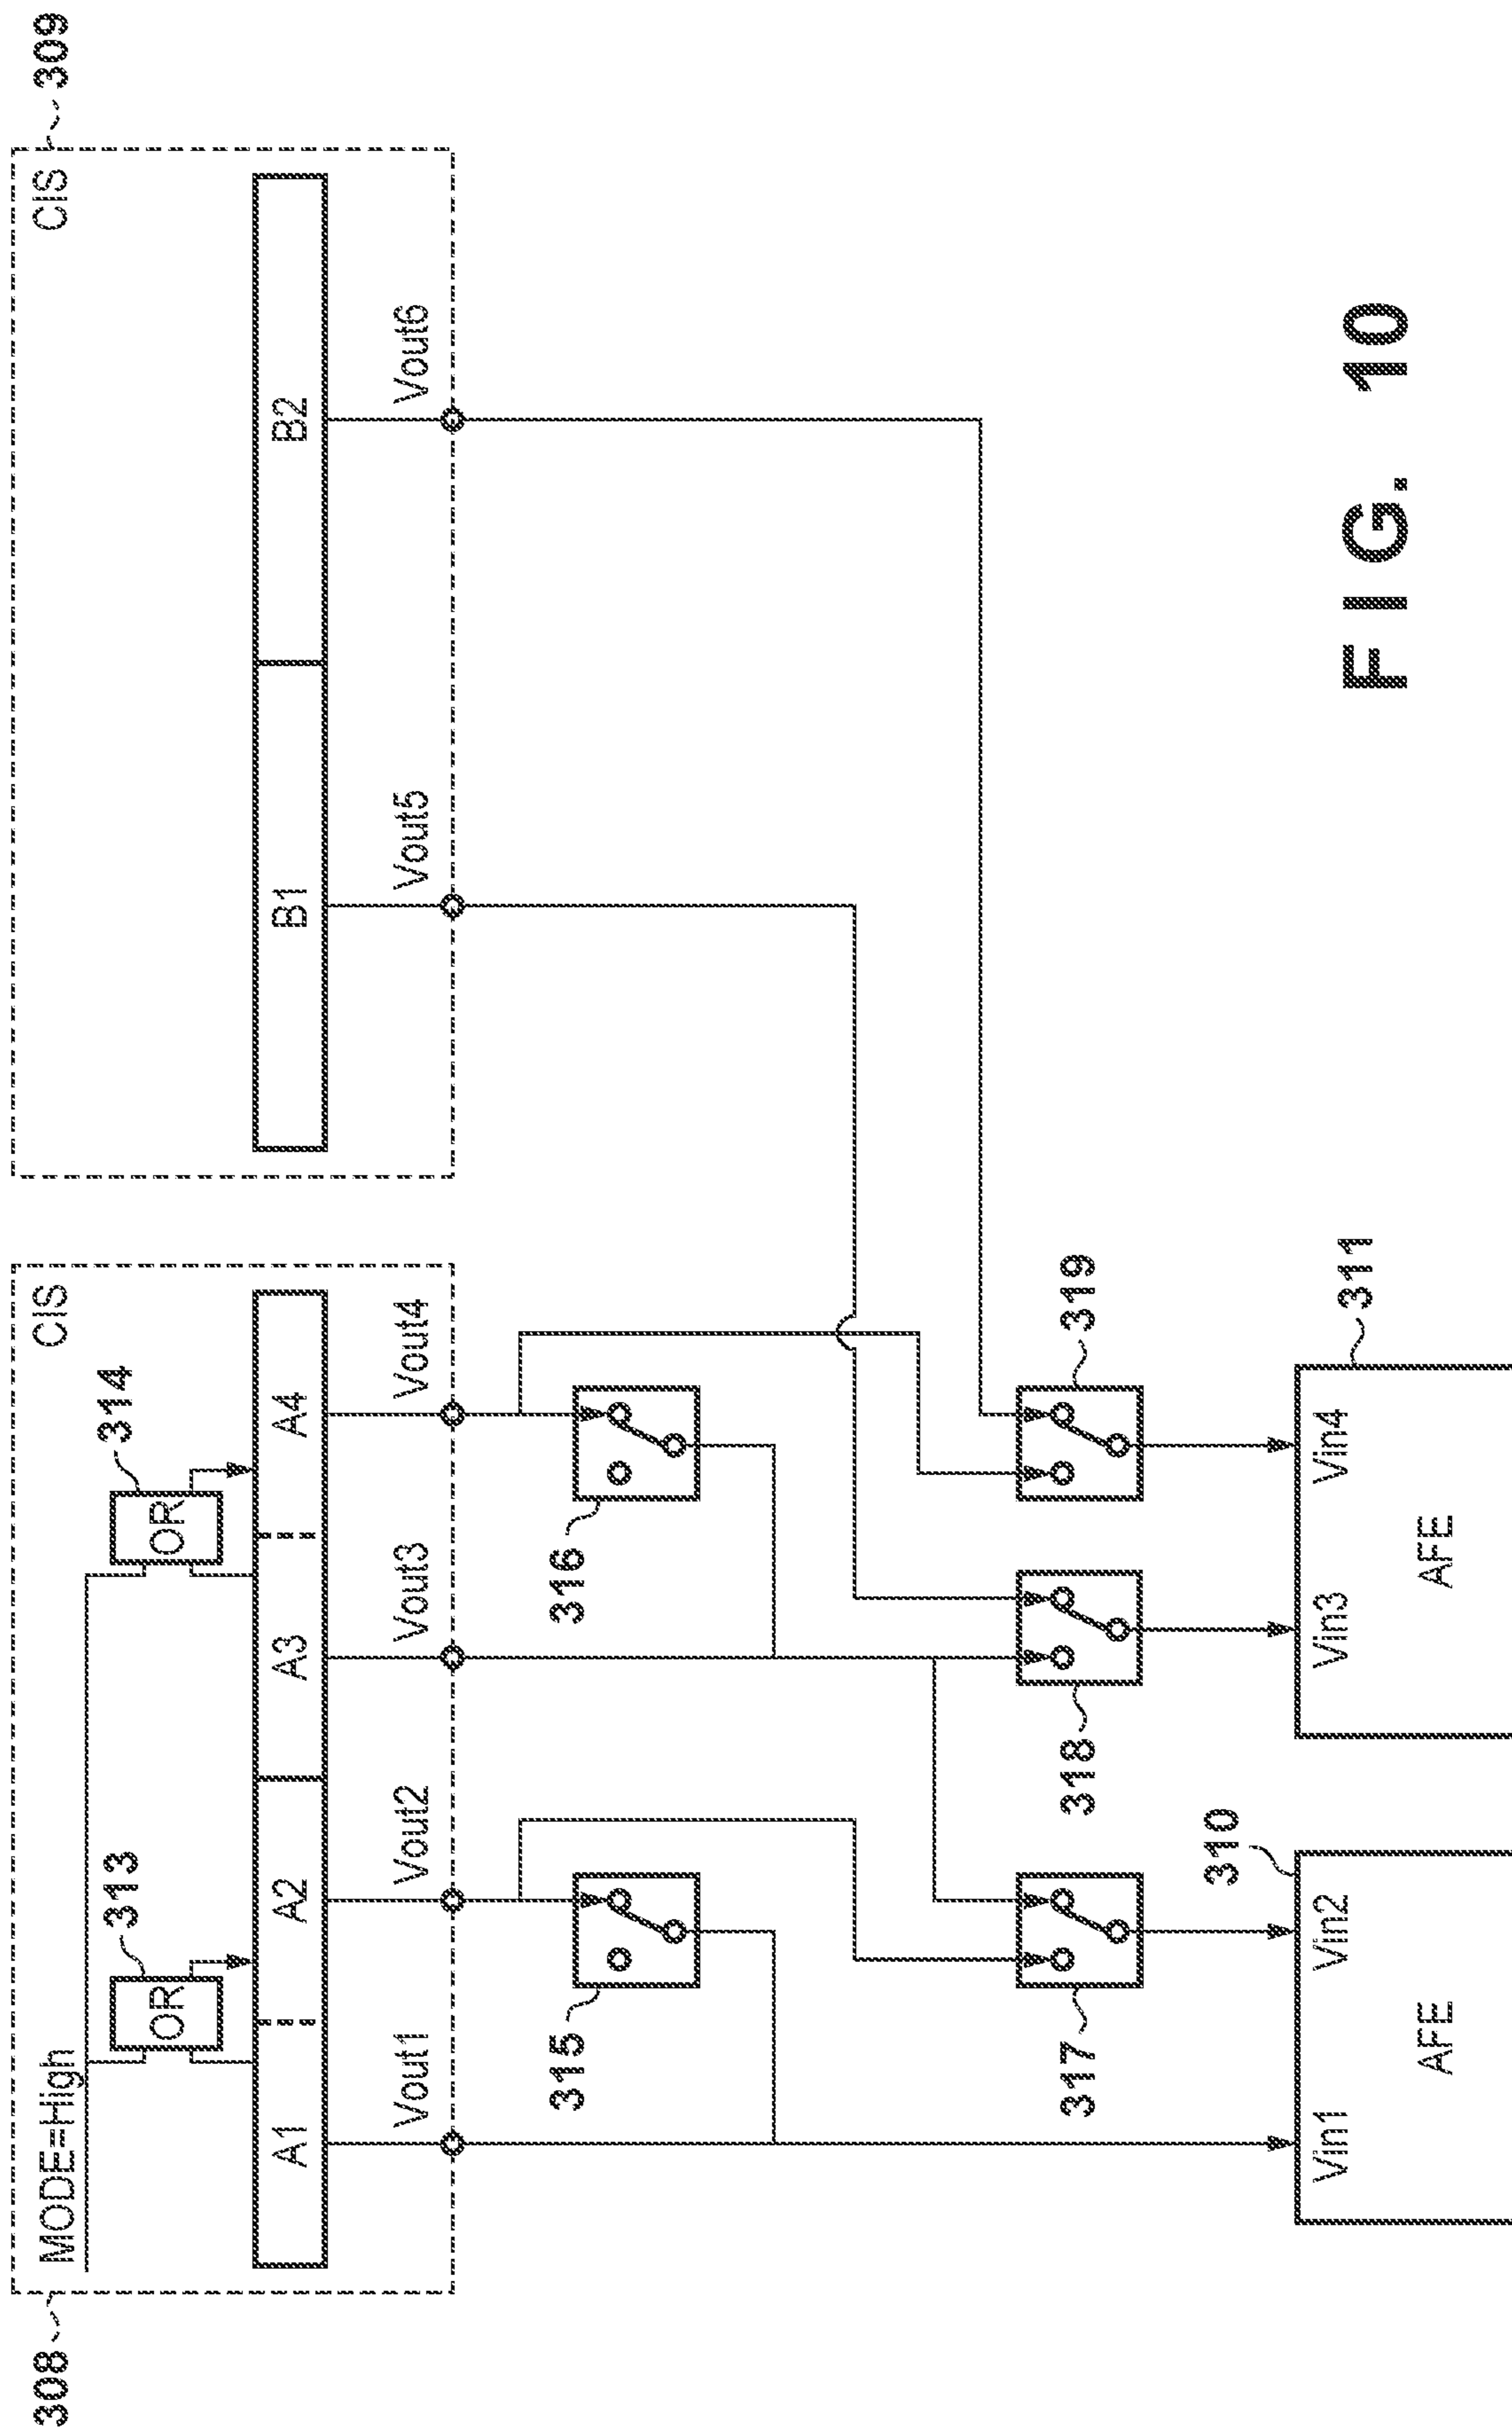 308
MODE=High
CIS
CIS
309
313
314
OR
OR
A1
A2
A3
A4
B1
B2
Vout1
Vout2
Vout3
Vout4
Vout5
Vout6
315
316
317
318
319
310
311
Vin1
Vin2
Vin3
Vin4
AFE
AFE
FIG. 10